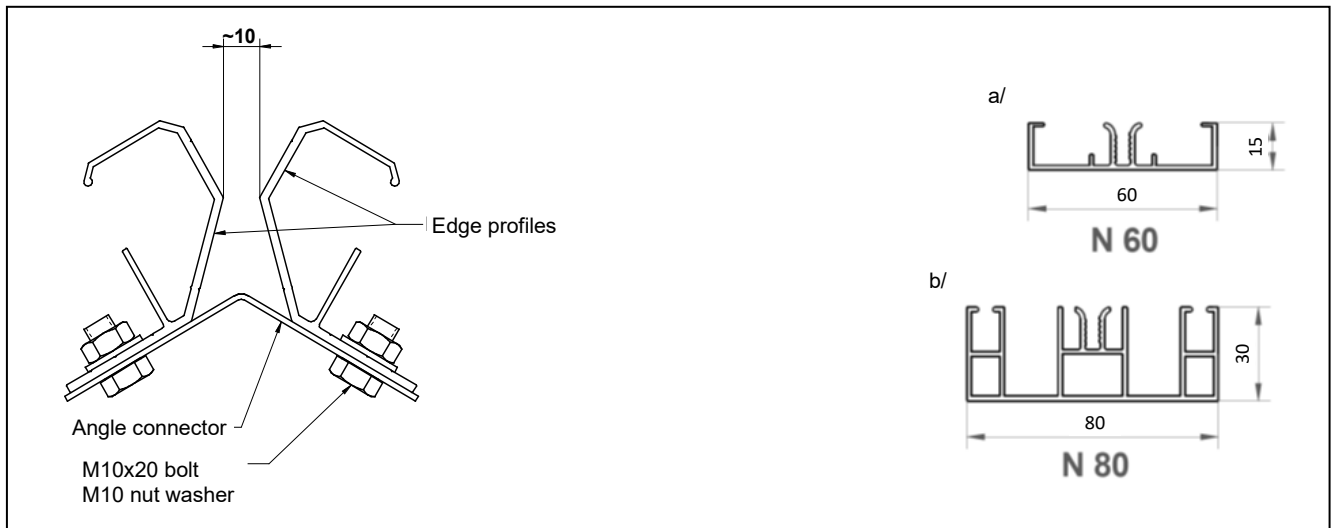 ~10
Edge profiles
Angle connector
M10x20 bolt
M10 nut washer
a/
15
60
N 60
b/
30
80
N 80